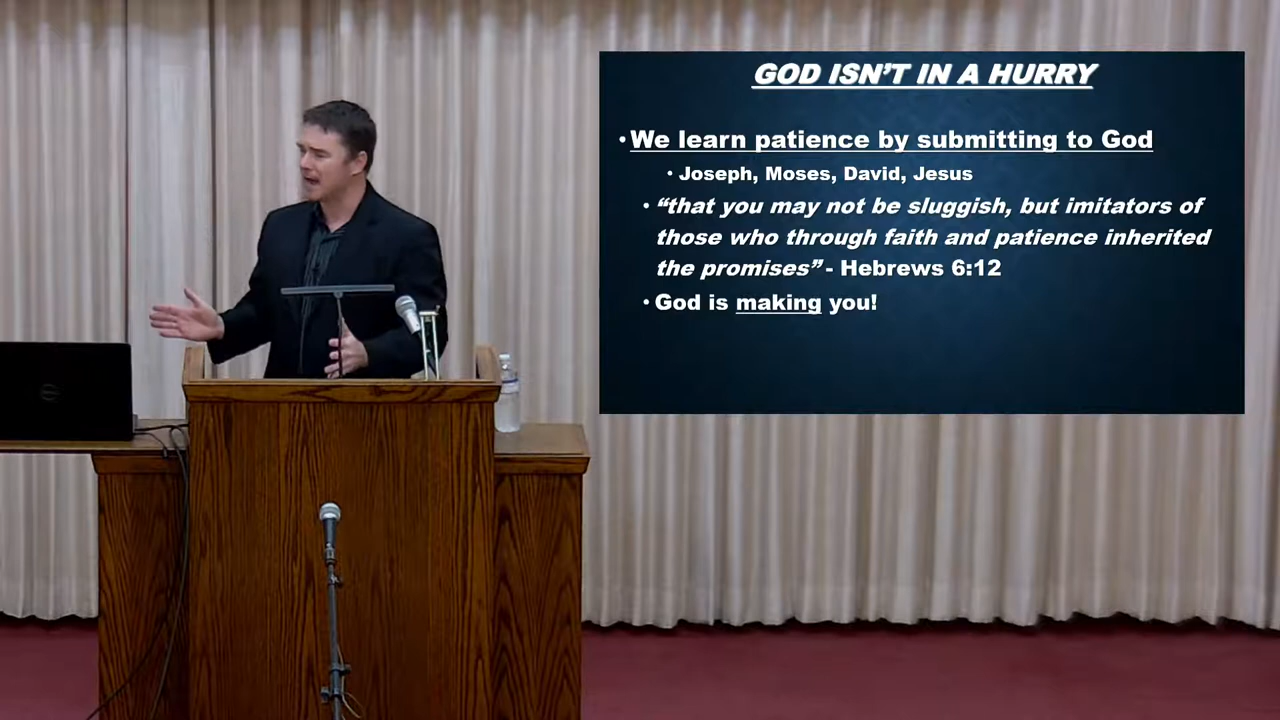 GOD ISN'T IN A HURRY
• We learn patience by submitting to God
• Joseph, Moses, David, Jesus
• "that you may not be sluggish, but imitators of
those who through faith and patience inherited
the promises" - Hebrews 6:12
• God is making you!